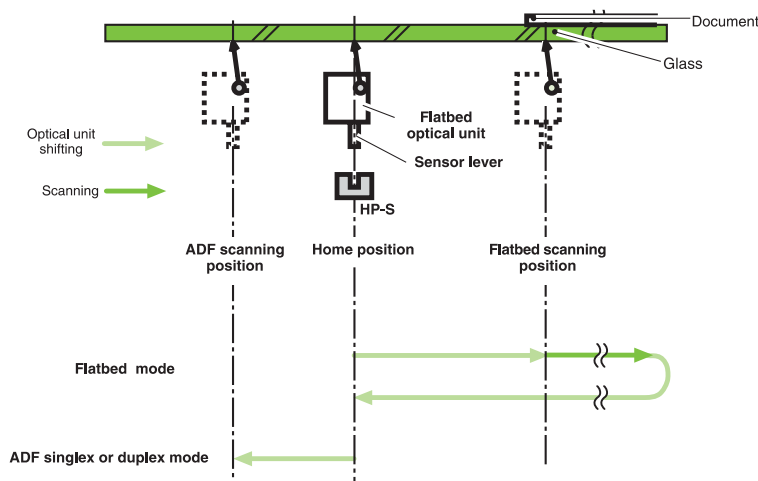 Document
Glass
Flatbed
optical unit
Optical unit
shifting
Sensor lever
Scanning
HP-S
ADF scanning
position
Home position
Flatbed scanning
position
Flatbed mode
ADF singlex or duplex mode